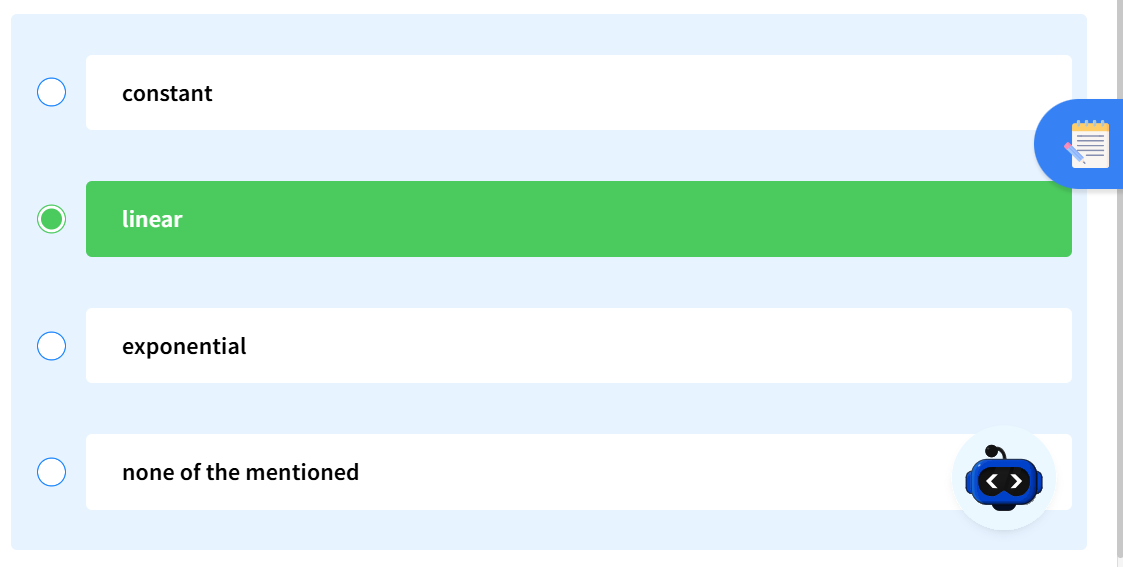 constant
linear
exponential
none of the mentioned